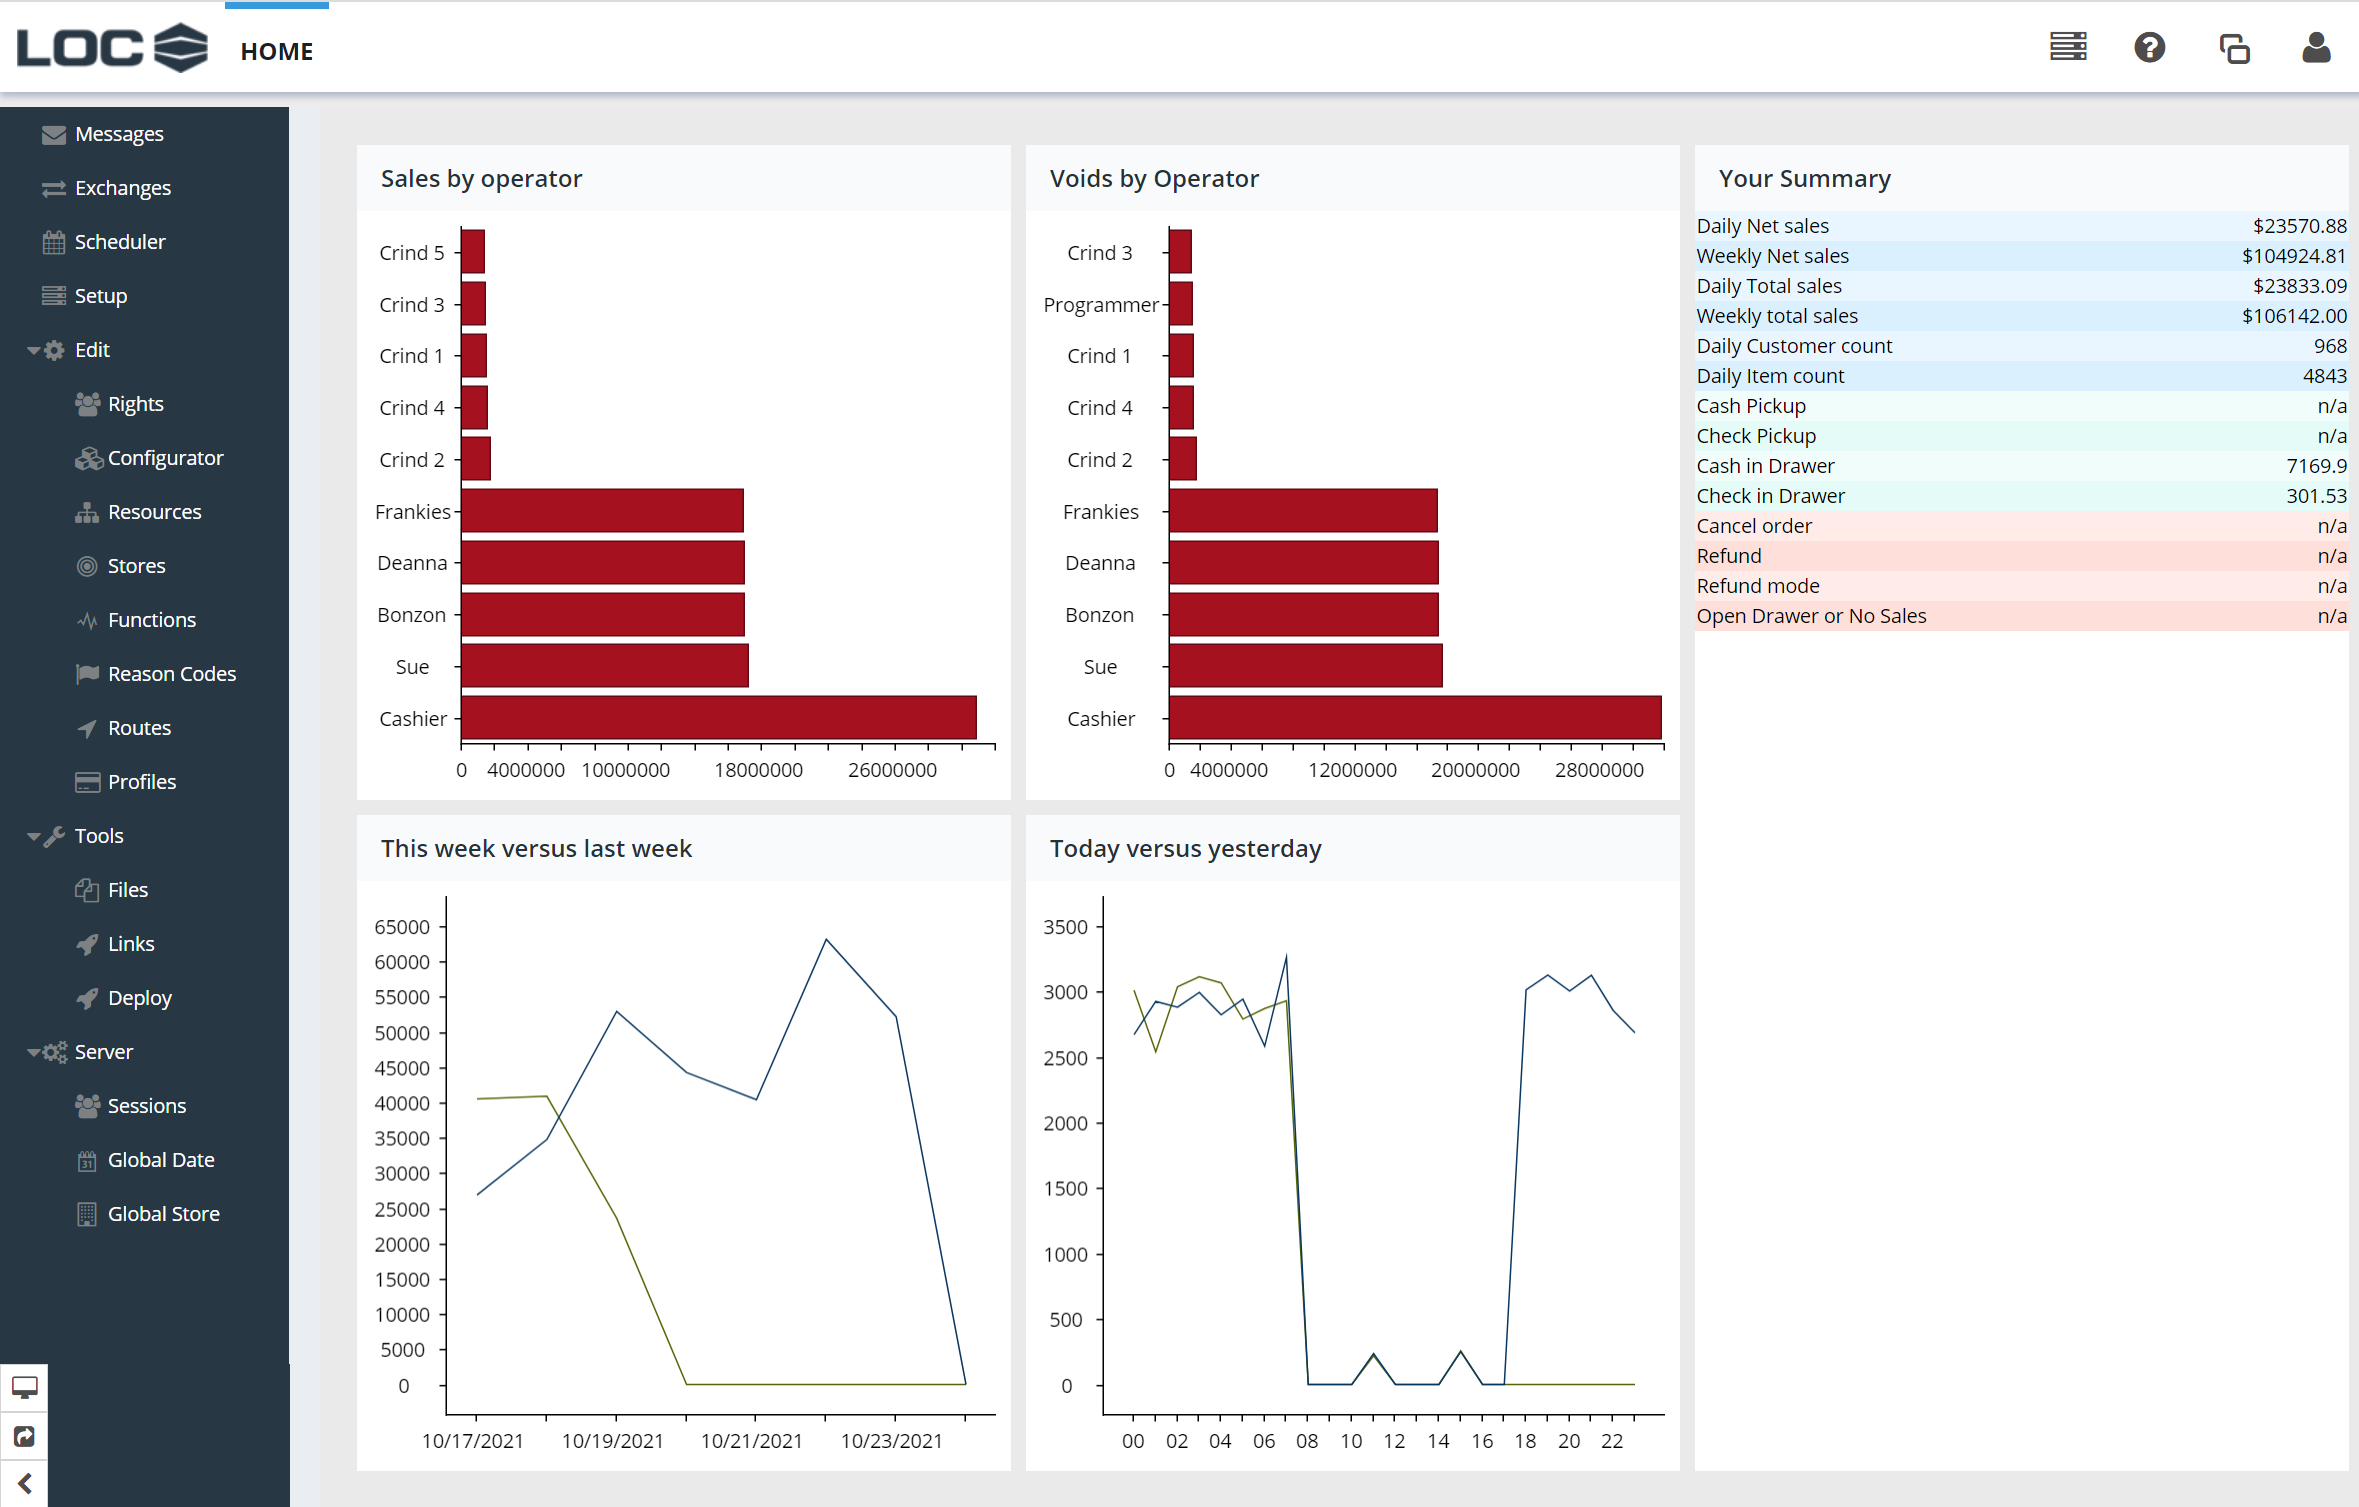 LOC
HOME
Messages
Exchanges
Scheduler
Setup
Edit
Rights
Configurator
Resources
Stores
Functions
Reason Codes
Routes
Profiles
Tools
Files
Links
Deploy
Server
Sessions
31
Global Date
Global Store
Sales by operator
Crind 5
Crind 3
Crind 1
Crind 4
Crind 2
Frankies
Deanna
Bonzon
Sue
Cashier
0 4000000 10000000 18000000 26000000
Voids by Operator
Crind 3
Programmer
Crind 1
Crind 4
Crind 2
Frankies
Deanna
Bonzon
Sue
Cashier
0 4000000 12000000 20000000 28000000
Your Summary
Daily Net sales $23570.88
Weekly Net sales $104924.81
Daily Total sales $23833.09
Weekly total sales $106142.00
Daily Customer count 968
Daily Item count 4843
Cash Pickup n/a
Check Pickup n/a
Cash in Drawer 7169.9
Check in Drawer 301.53
Cancel order n/a
Refund n/a
Refund mode n/a
Open Drawer or No Sales n/a
This week versus last week
65000
60000
55000
50000
45000
40000
35000
30000
25000
20000
15000
10000
5000
0
10/17/2021 10/19/2021 10/21/2021 10/23/2021
Today versus yesterday
3500
3000
2500
2000
1500
1000
500
0
00 02 04 06 08 10 12 14 16 18 20 22